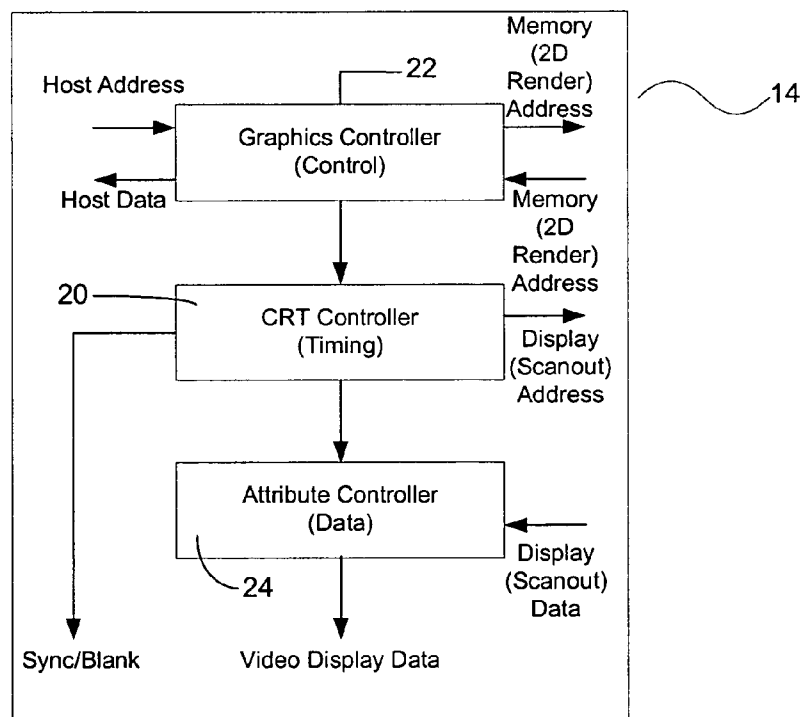 Memory
(2D
Render)
Address
22
14
Host Address
Graphics Controller
(Control)
Host Data
Memory
(2D
Render)
Address
20
CRT Controller
(Timing)
Display
(Scanout)
Address
Attribute Controller
(Data)
24
Display
(Scanout)
Data
Sync/Blank
Video Display Data